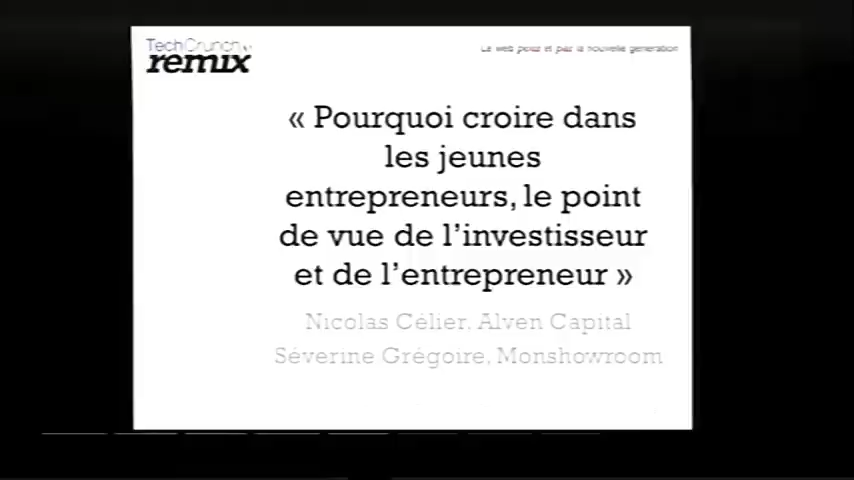 TechCrunch
remix
Le web pour et par la nouvelle generation
« Pourquoi croire dans
les jeunes
entrepreneurs, le point
de vue de l’investisseur
et de l’entrepreneur »
Nicolas Célier. Alven Capital
Séverine Grégoire, Monshowroom